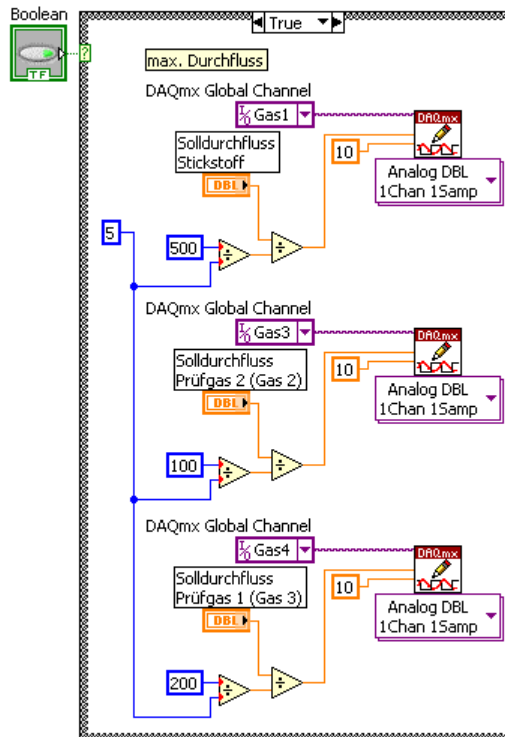 Boolean
True
?
TF
max. Durchfluss
DAQmx Global Channel
I/O Gas1
DAQmx
Solldurchfluss
Stickstoff
10
DBL
Analog DBL
1Chan 1Samp
5
500
÷
÷
DAQmx Global Channel
I/O Gas3
DAQmx
Solldurchfluss
Prüfgas 2 (Gas 2)
10
DBL
Analog DBL
1Chan 1Samp
100
÷
÷
DAQmx Global Channel
I/O Gas4
DAQmx
Solldurchfluss
Prüfgas 1 (Gas 3)
10
DBL
Analog DBL
1Chan 1Samp
200
÷
÷